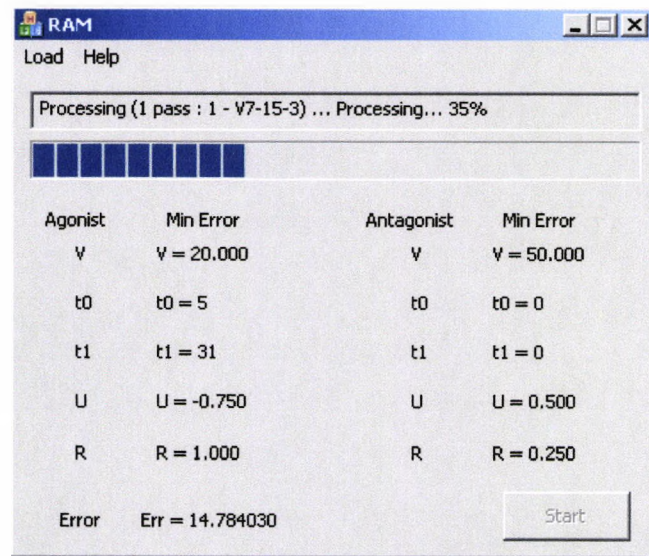 RAM
Load Help
Processing (1 pass : 1 - V7-15-3) ... Processing... 35%
Agonist Min Error Antagonist Min Error
V V = 20.000 V V = 50.000
t0 t0 = 5 t0 t0 = 0
t1 t1 = 31 t1 t1 = 0
U U = -0.750 U U = 0.500
R R = 1.000 R R = 0.250
Error Err = 14.784030 Start